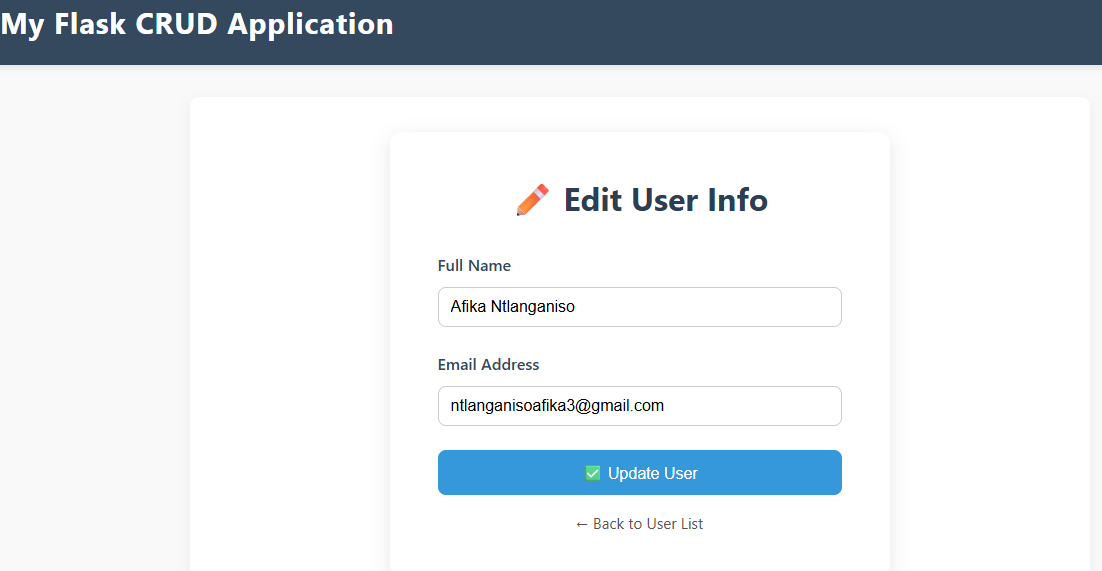 My Flask CRUD Application
✏️ Edit User Info
Full Name
Afika Ntlanganiso
Email Address
ntlanganisoafika3@gmail.com
✅ Update User
← Back to User List